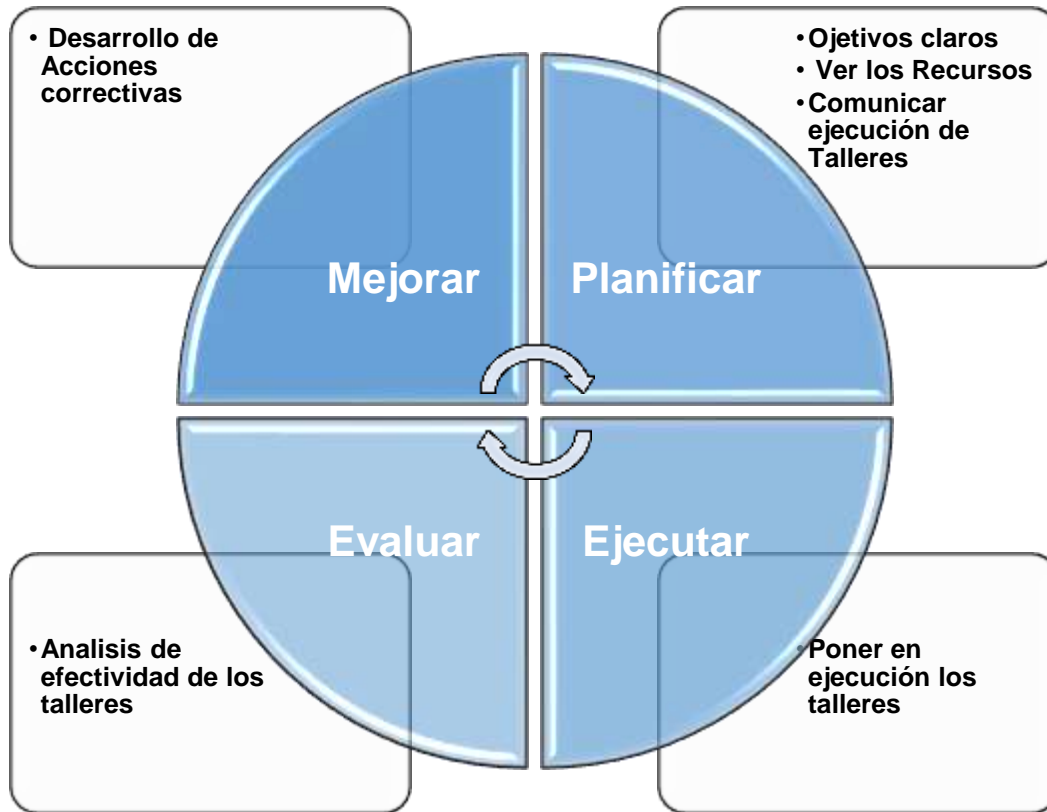 • Desarrollo de
Acciones
correctivas
• Ojetivos claros
• Ver los Recursos
• Comunicar
ejecución de
Talleres
Mejorar
Planificar
Evaluar
Ejecutar
• Analisis de
efectividad de los
talleres
• Poner en
ejecución los
talleres